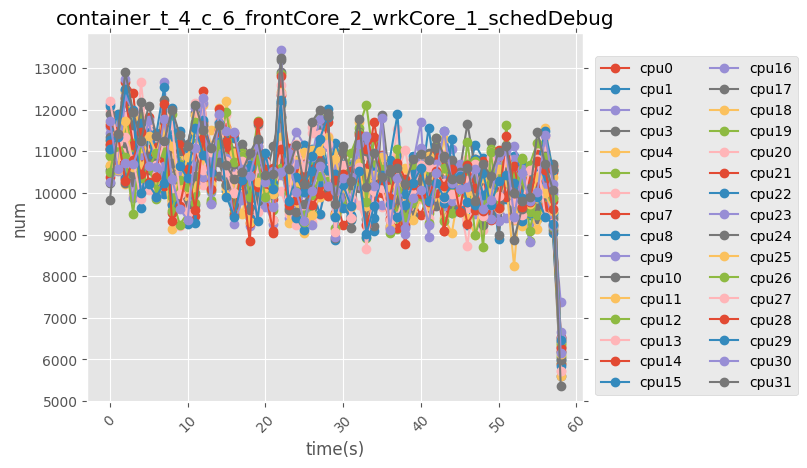 container_t_4_c_6_frontCore_2_wrkCore_1_schedDebug
num
13000
12000
11000
10000
9000
8000
7000
6000
5000
0
10
20
30
40
50
60
time(s)
cpu0
cpu1
cpu2
cpu3
cpu4
cpu5
cpu6
cpu7
cpu8
cpu9
cpu10
cpu11
cpu12
cpu13
cpu14
cpu15
cpu16
cpu17
cpu18
cpu19
cpu20
cpu21
cpu22
cpu23
cpu24
cpu25
cpu26
cpu27
cpu28
cpu29
cpu30
cpu31